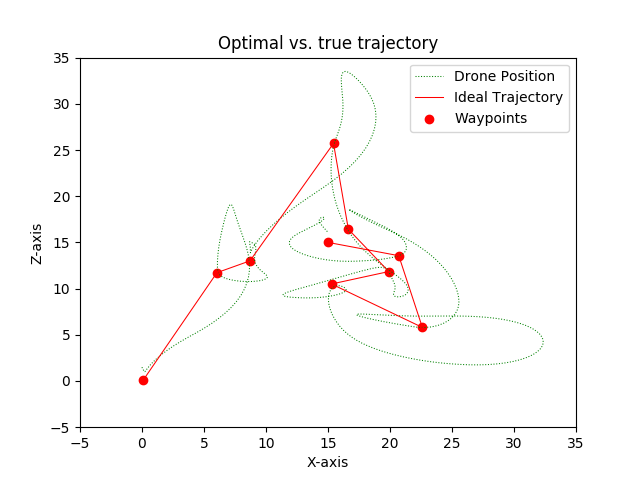 Optimal vs. true trajectory
Drone Position
Ideal Trajectory
Waypoints
Z-axis
35
30
25
20
15
10
5
0
−5
−5 0 5 10 15 20 25 30 35
X-axis